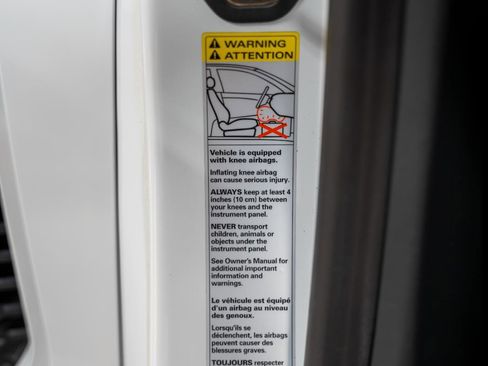 WARNING
ATTENTION
Vehicle is equipped
with knee airbags.
Inflating knee airbag
can cause serious injury.
ALWAYS keep at least 4
inches (10 cm) between
your knees and the
instrument panel.
NEVER transport
children, animals or
objects under the
instrument panel.
See Owner's Manual for
additional important
information and
warnings.
Le véhicule est équipé
d'un airbag au niveau
des genoux.
Lorsqu'ils se
déclenchent, les airbags
peuvent causer des
blessures graves.
TOUJOURS respecter